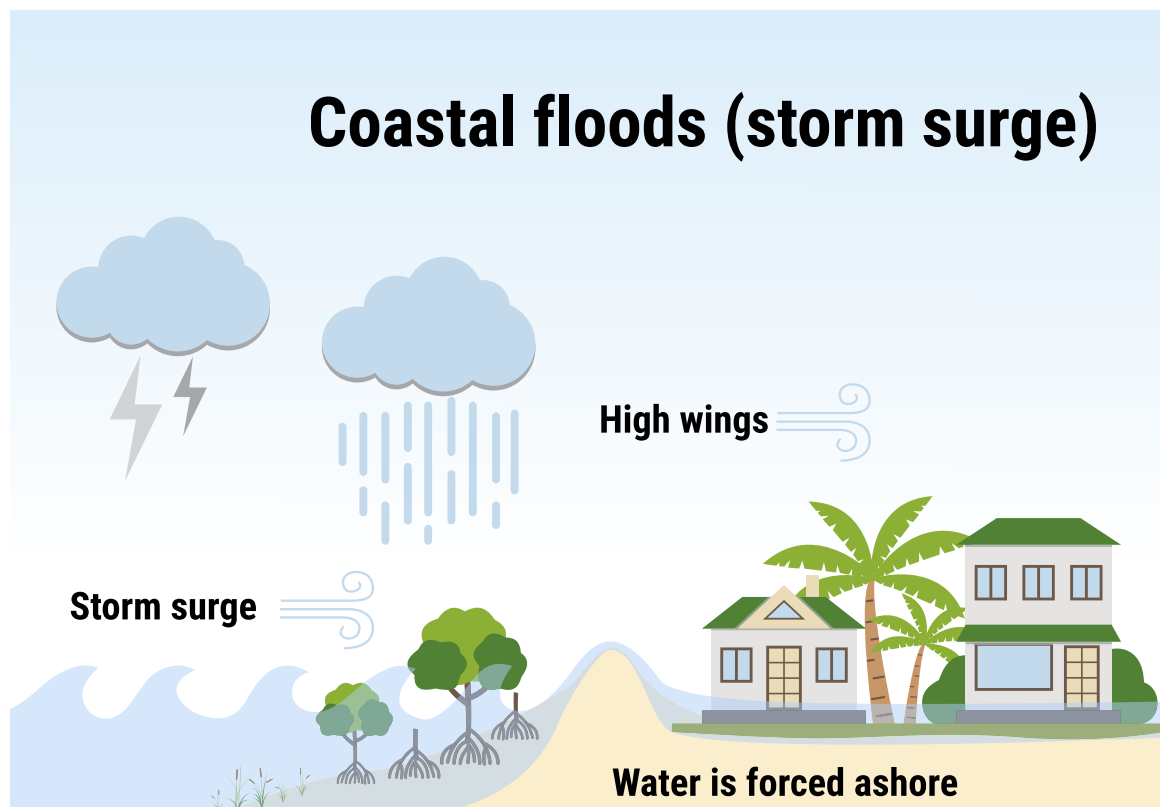 Coastal floods (storm surge)
High wings
Storm surge
Water is forced ashore